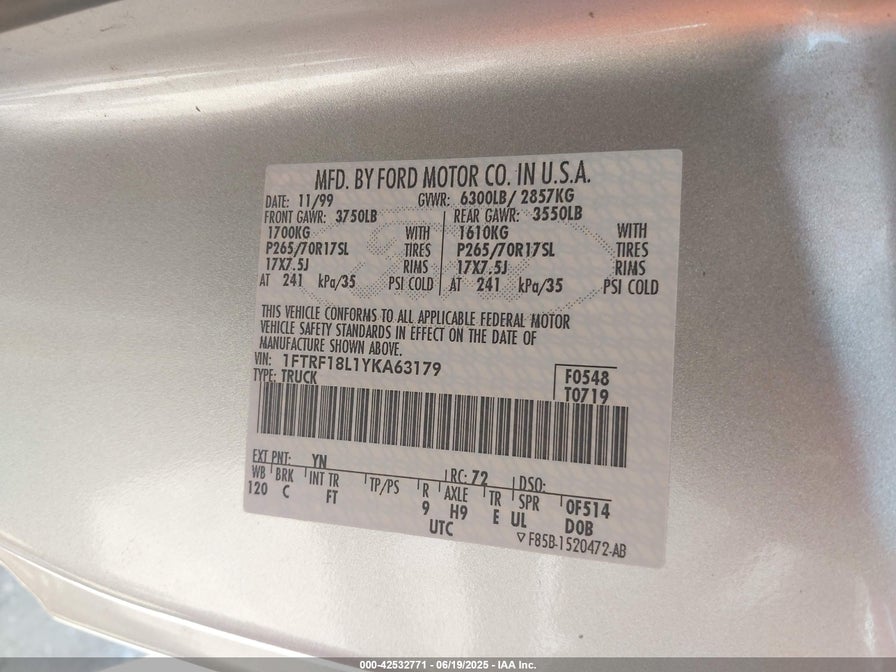 MFD. BY FORD MOTOR CO. IN U.S.A.
DATE: 11/99 GVWR: 6300LB/ 2857KG
FRONT GAWR: 3750LB REAR GAWR: 3550LB
1700KG WITH 1610KG WITH
P265/70R17SL TIRES P265/70R17SL TIRES
17X7.5J RIMS 17X7.5J RIMS
AT 241 kPa/35 PSI COLD AT 241 kPa/35 PSI COLD
THIS VEHICLE CONFORMS TO ALL APPLICABLE FEDERAL MOTOR
VEHICLE SAFETY STANDARDS IN EFFECT ON THE DATE OF
MANUFACTURE SHOWN ABOVE.
VIN: 1FTRF18L1YKA63179
TYPE: TRUCK
F0548
T0719
EXT PNT: YN RC: 72 DSO:
WB BRK INT TR TP/PS R AXLE TR SPR 0F514
120 C FT 9 H9 E UL DOB
UTC
▽ F85B-1520472-AB
000-42532771 - 06/19/2025 - IAA Inc.